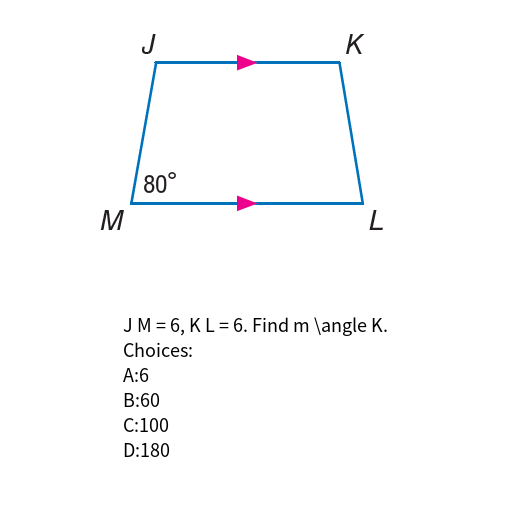 J
K
80°
M
L
J M = 6, K L = 6. Find m \angle K.
Choices:
A:6
B:60
C:100
D:180